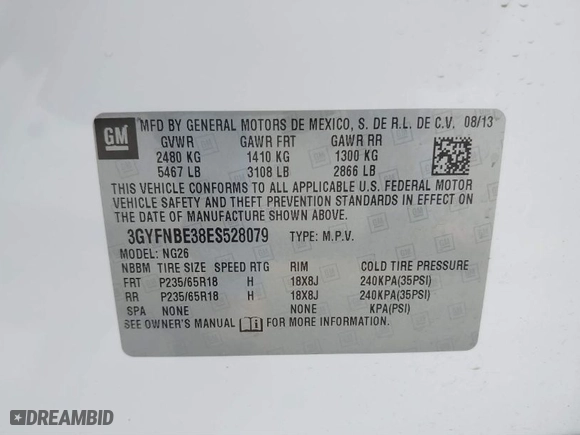 GM
MFD BY GENERAL MOTORS DE MEXICO, S. DE R.L. DE C.V. 08/13
GVWR GAWR FRT GAWR RR
2480 KG 1410 KG 1300 KG
5467 LB 3108 LB 2866 LB
THIS VEHICLE CONFORMS TO ALL APPLICABLE U.S. FEDERAL MOTOR
VEHICLE SAFETY AND THEFT PREVENTION STANDARDS IN EFFECT ON
THE DATE OF MANUFACTURE SHOWN ABOVE.
3GYFNBE38ES528079 TYPE: M.P.V.
MODEL: NG26
NBBM TIRE SIZE SPEED RTG RIM COLD TIRE PRESSURE
FRT P235/65R18 H 18X8J 240KPA(35PSI)
RR P235/65R18 H 18X8J 240KPA(35PSI)
SPA NONE NONE KPA(PSI)
SEE OWNER'S MANUAL FOR MORE INFORMATION.
DREAMBID